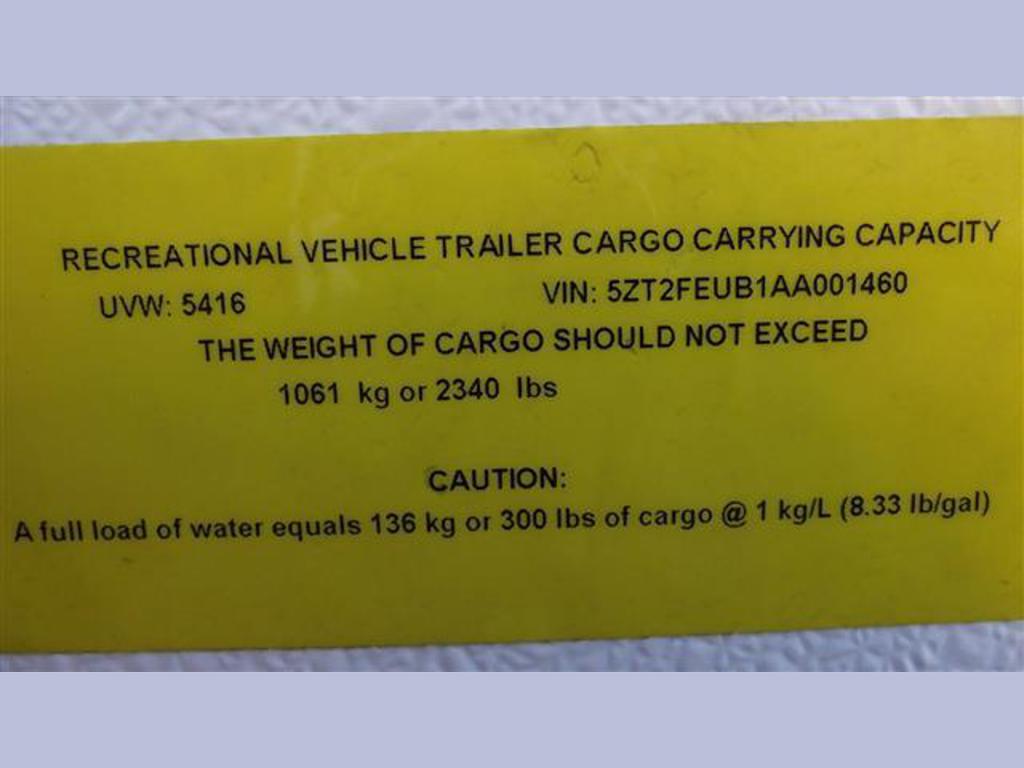 RECREATIONAL VEHICLE TRAILER CARGO CARRYING CAPACITY
UVW: 5416 VIN: 5ZT2FEUB1AA001460
THE WEIGHT OF CARGO SHOULD NOT EXCEED
1061 kg or 2340 lbs
CAUTION:
A full load of water equals 136 kg or 300 lbs of cargo @ 1 kg/L (8.33 lb/gal)